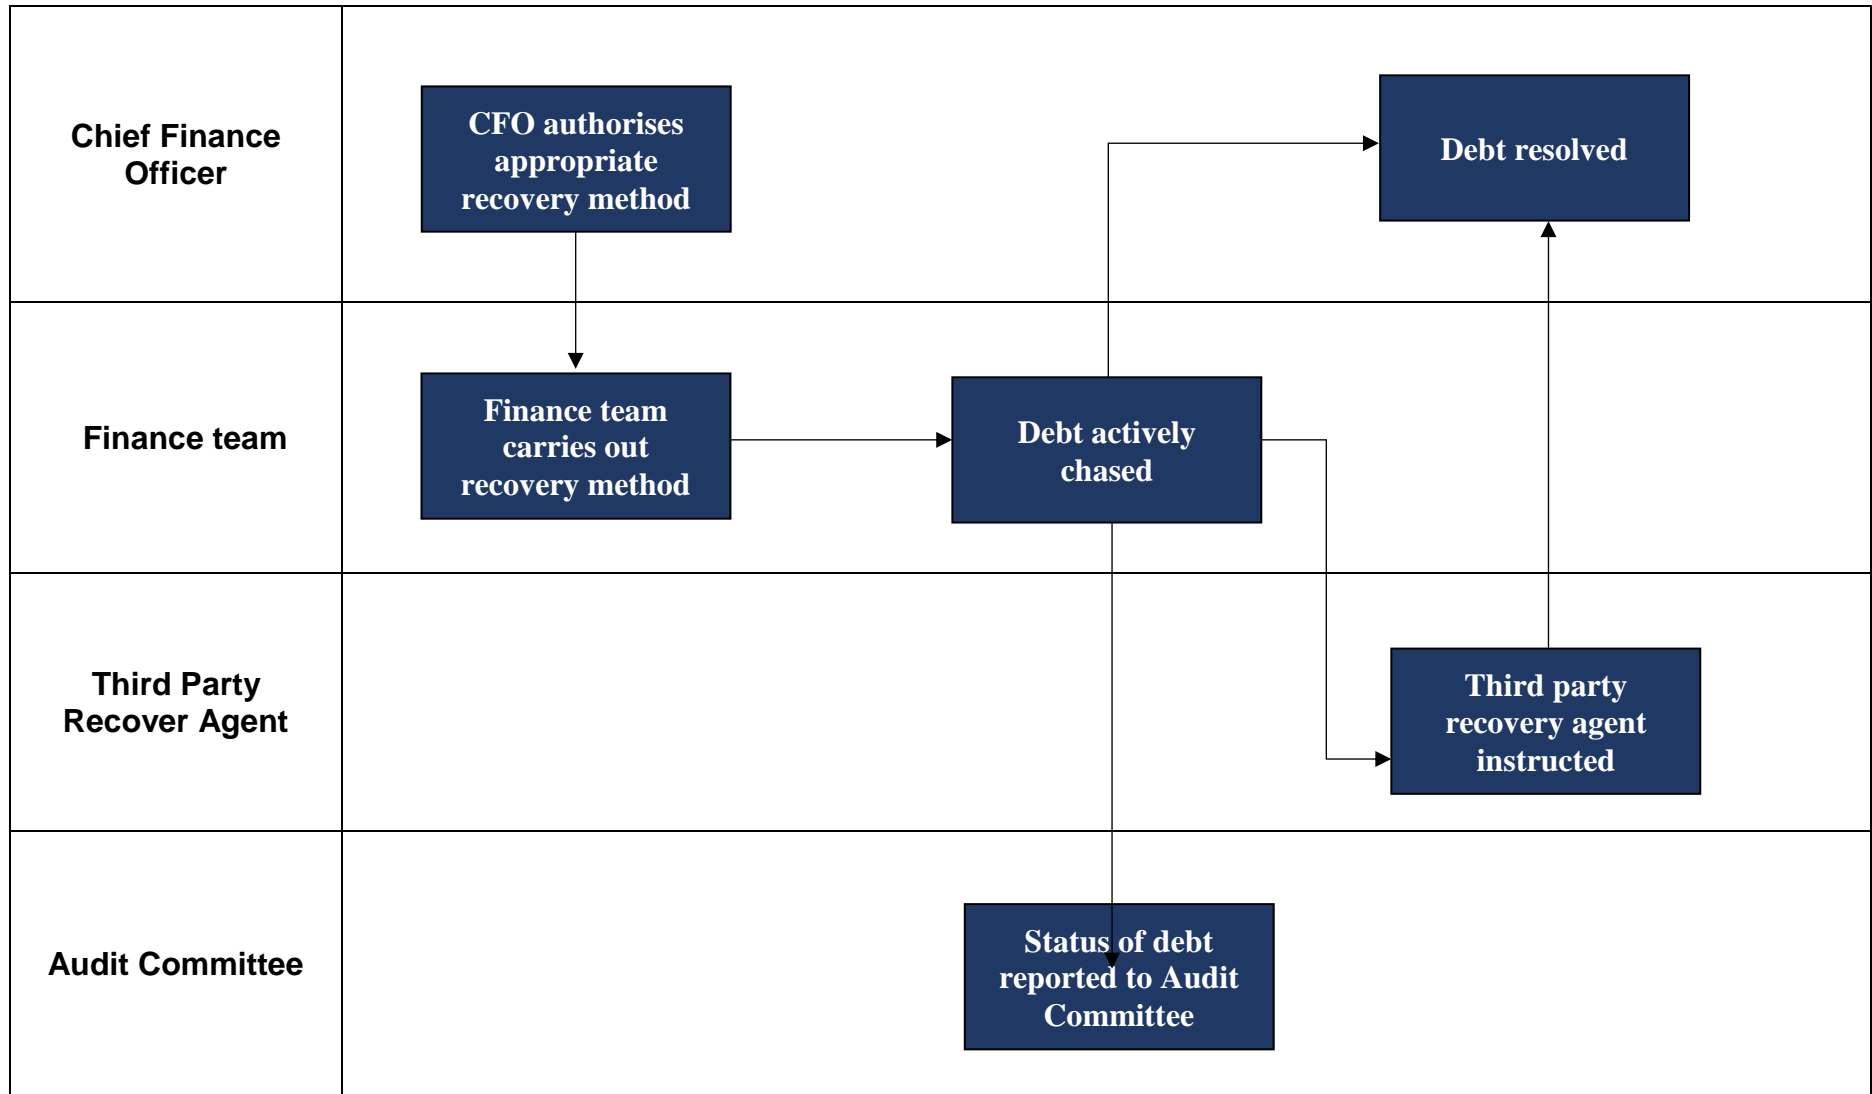 Chief Finance
Officer
CFO authorises
appropriate
recovery method
Debt resolved
Finance team
Finance team
carries out
recovery method
Debt actively
chased
Third Party
Recover Agent
Third party
recovery agent
instructed
Audit Committee
Status of debt
reported to Audit
Committee